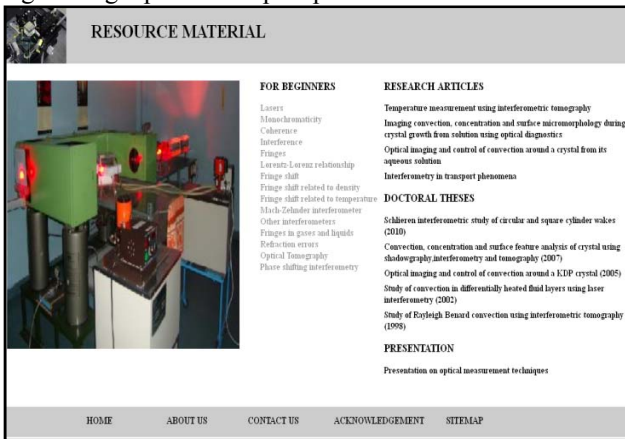 RESOURCE MATERIAL
FOR BEGINNERS
Lasers
Monochromaticity
Coherence
Interference
Fringes
Lorentz-Lorenz relationship
Fringe shift
Fringe shift related to density
Fringe shift related to temperature
Mach-Zehnder interferometer
Other interferometers
Fringes in gases and liquids
Refraction errors
Optical Tomography
Phase shifting interferometry
RESEARCH ARTICLES
Temperature measurement using interferometric tomography
Imaging convection, concentration and surface micromorphology during
crystal growth from solution using optical diagnostics
Optical imaging and control of convection around a crystal from its
aqueous solution
Interferometry in transport phenomena
DOCTORAL THESES
Schlieren interferometric study of circular and square cylinder wakes
(2010)
Convection, concentration and surface feature analysis of crystal using
shadowgraphy,interferometry and tomography (2007)
Optical imaging and control of convection around a KDP crystal (2005)
Study of convection in differentially heated fluid layers using laser
interferometry (2002)
Study of Rayleigh Benard convection using interferometric tomography
(1998)
PRESENTATION
Presentation on optical measurement techniques
HOME ABOUT US CONTACT US ACKNOWLEDGEMENT SITEMAP